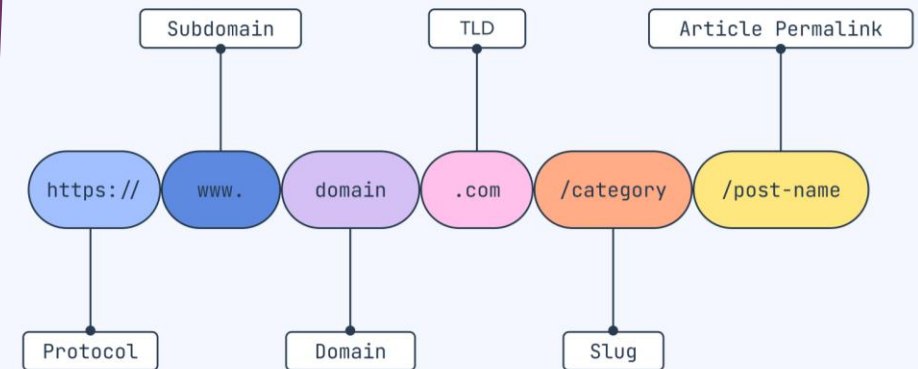 Subdomain TLD Article Permalink
https:// www. domain .com /category /post-name
Protocol Domain Slug